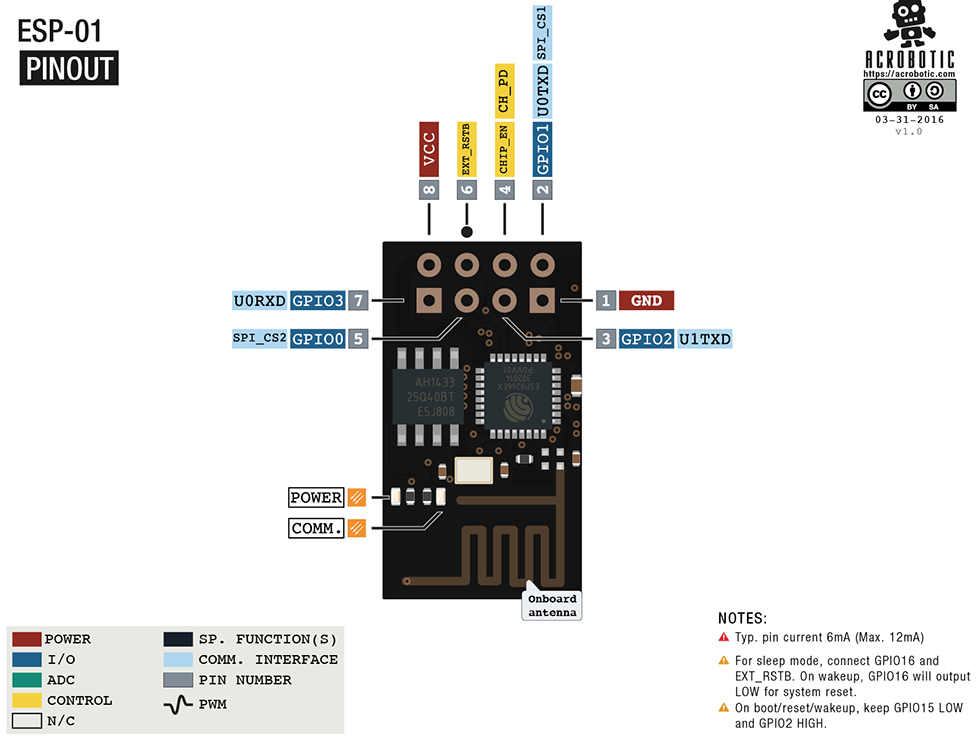 ESP-01
PINOUT
ACROBOTIC
https://acrobotic.com
CC BY SA
03-31-2016
v1.0
VCC 8
EXT_RSTB 6
CH_PD CHIP_EN 4
SPI_CS1 U0TXD GPIO1 2
U0RXD GPIO3 7
1 GND
SPI_CS2 GPIO0 5
3 GPIO2 U1TXD
AH1433
25Q40BT
E5J808
ESP8266EX
POWER
COMM.
Onboard
antenna
POWER
I/O
ADC
CONTROL
N/C
SP. FUNCTION(S)
COMM. INTERFACE
PIN NUMBER
PWM
NOTES:
Typ. pin current 6mA (Max. 12mA)
For sleep mode, connect GPIO16 and
EXT_RSTB. On wakeup, GPIO16 will output
LOW for system reset.
On boot/reset/wakeup, keep GPIO15 LOW
and GPIO2 HIGH.